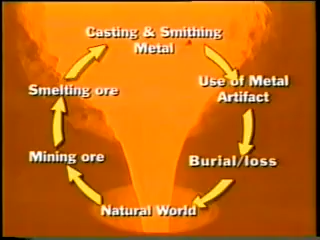 Casting & Smithing
Metal
Use of Metal
Artifact
Burial/loss
Natural World
Mining ore
Smelting ore